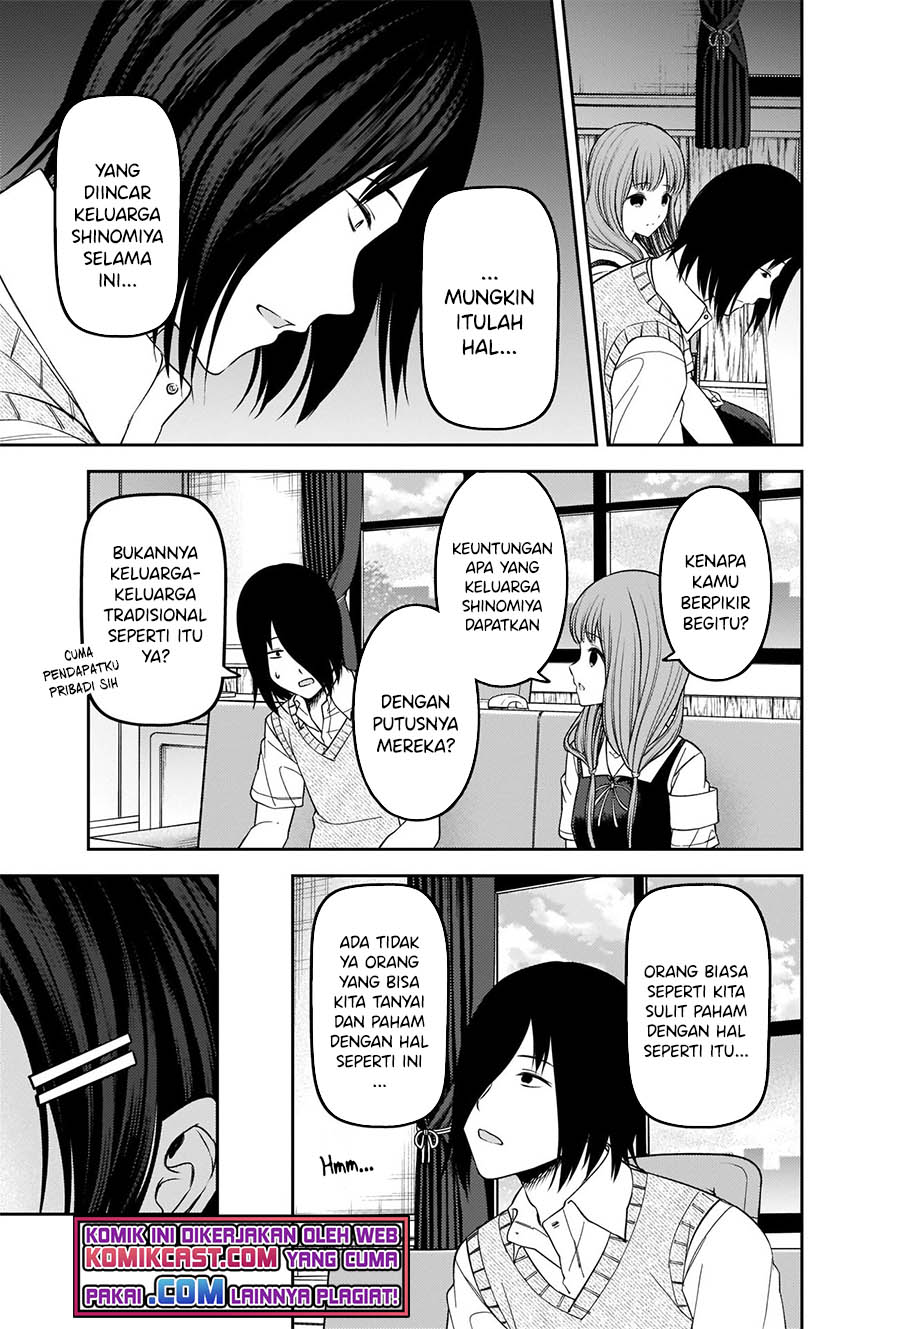 ...
MUNGKIN
ITULAH
HAL...
YANG
DIINCAR
KELUARGA
SHINOMIYA
SELAMA
INI...
KENAPA
KAMU
BERPIKIR
BEGITU?
KEUNTUNGAN
APA YANG
KELUARGA
SHINOMIYA
DAPATKAN
DENGAN
PUTUSNYA
MEREKA?
BUKANNYA
KELUARGA-
KELUARGA
TRADISIONAL
SEPERTI ITU
YA?
CUMA
PENDAPATKU
PRIBADI SIH
ORANG BIASA
SEPERTI KITA
SULIT PAHAM
DENGAN HAL
SEPERTI ITU...
ADA TIDAK
YA ORANG
YANG BISA
KITA TANYAI
DAN PAHAM
DENGAN HAL
SEPERTI INI
...
Hmm...
KOMIK INI DIKERJAKAN OLEH WEB
KOMIKCAST.COM YANG CUMA
PAKAI .COM LAINNYA PLAGIAT!